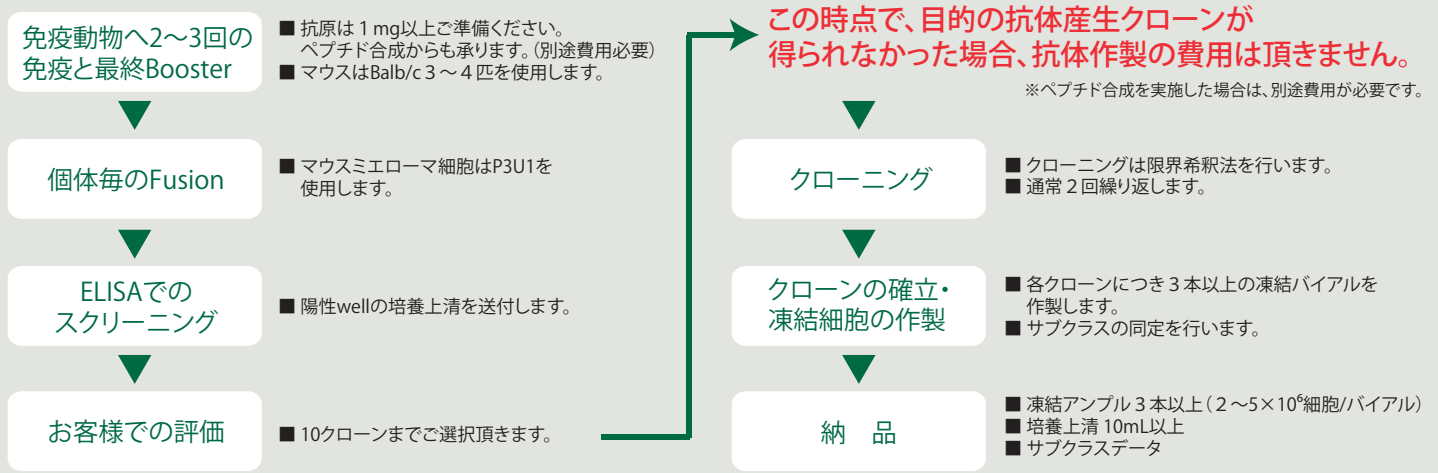 免疫動物へ2〜3回の
免疫と最終Booster
■ 抗原は1mg以上ご準備ください。
ペプチド合成からも承ります。(別途費用必要)
■ マウスはBalb/c 3〜4匹を使用します。
個体毎のFusion
■ マウスミエローマ細胞はP3U1を
使用します。
ELISAでの
スクリーニング
■ 陽性wellの培養上清を送付します。
お客様での評価
■ 10クローンまでご選択頂きます。
この時点で、目的の抗体産生クローンが
得られなかった場合、抗体作製の費用は頂きません。
※ペプチド合成を実施した場合は、別途費用が必要です。
クローニング
■ クローニングは限界希釈法を行います。
■ 通常2回繰り返します。
クローンの確立・
凍結細胞の作製
■ 各クローンにつき3本以上の凍結バイアルを
作製します。
■ サブクラスの同定を行います。
納 品
■ 凍結アンプル3本以上(2〜5×10⁶細胞/バイアル)
■ 培養上清 10mL以上
■ サブクラスデータ